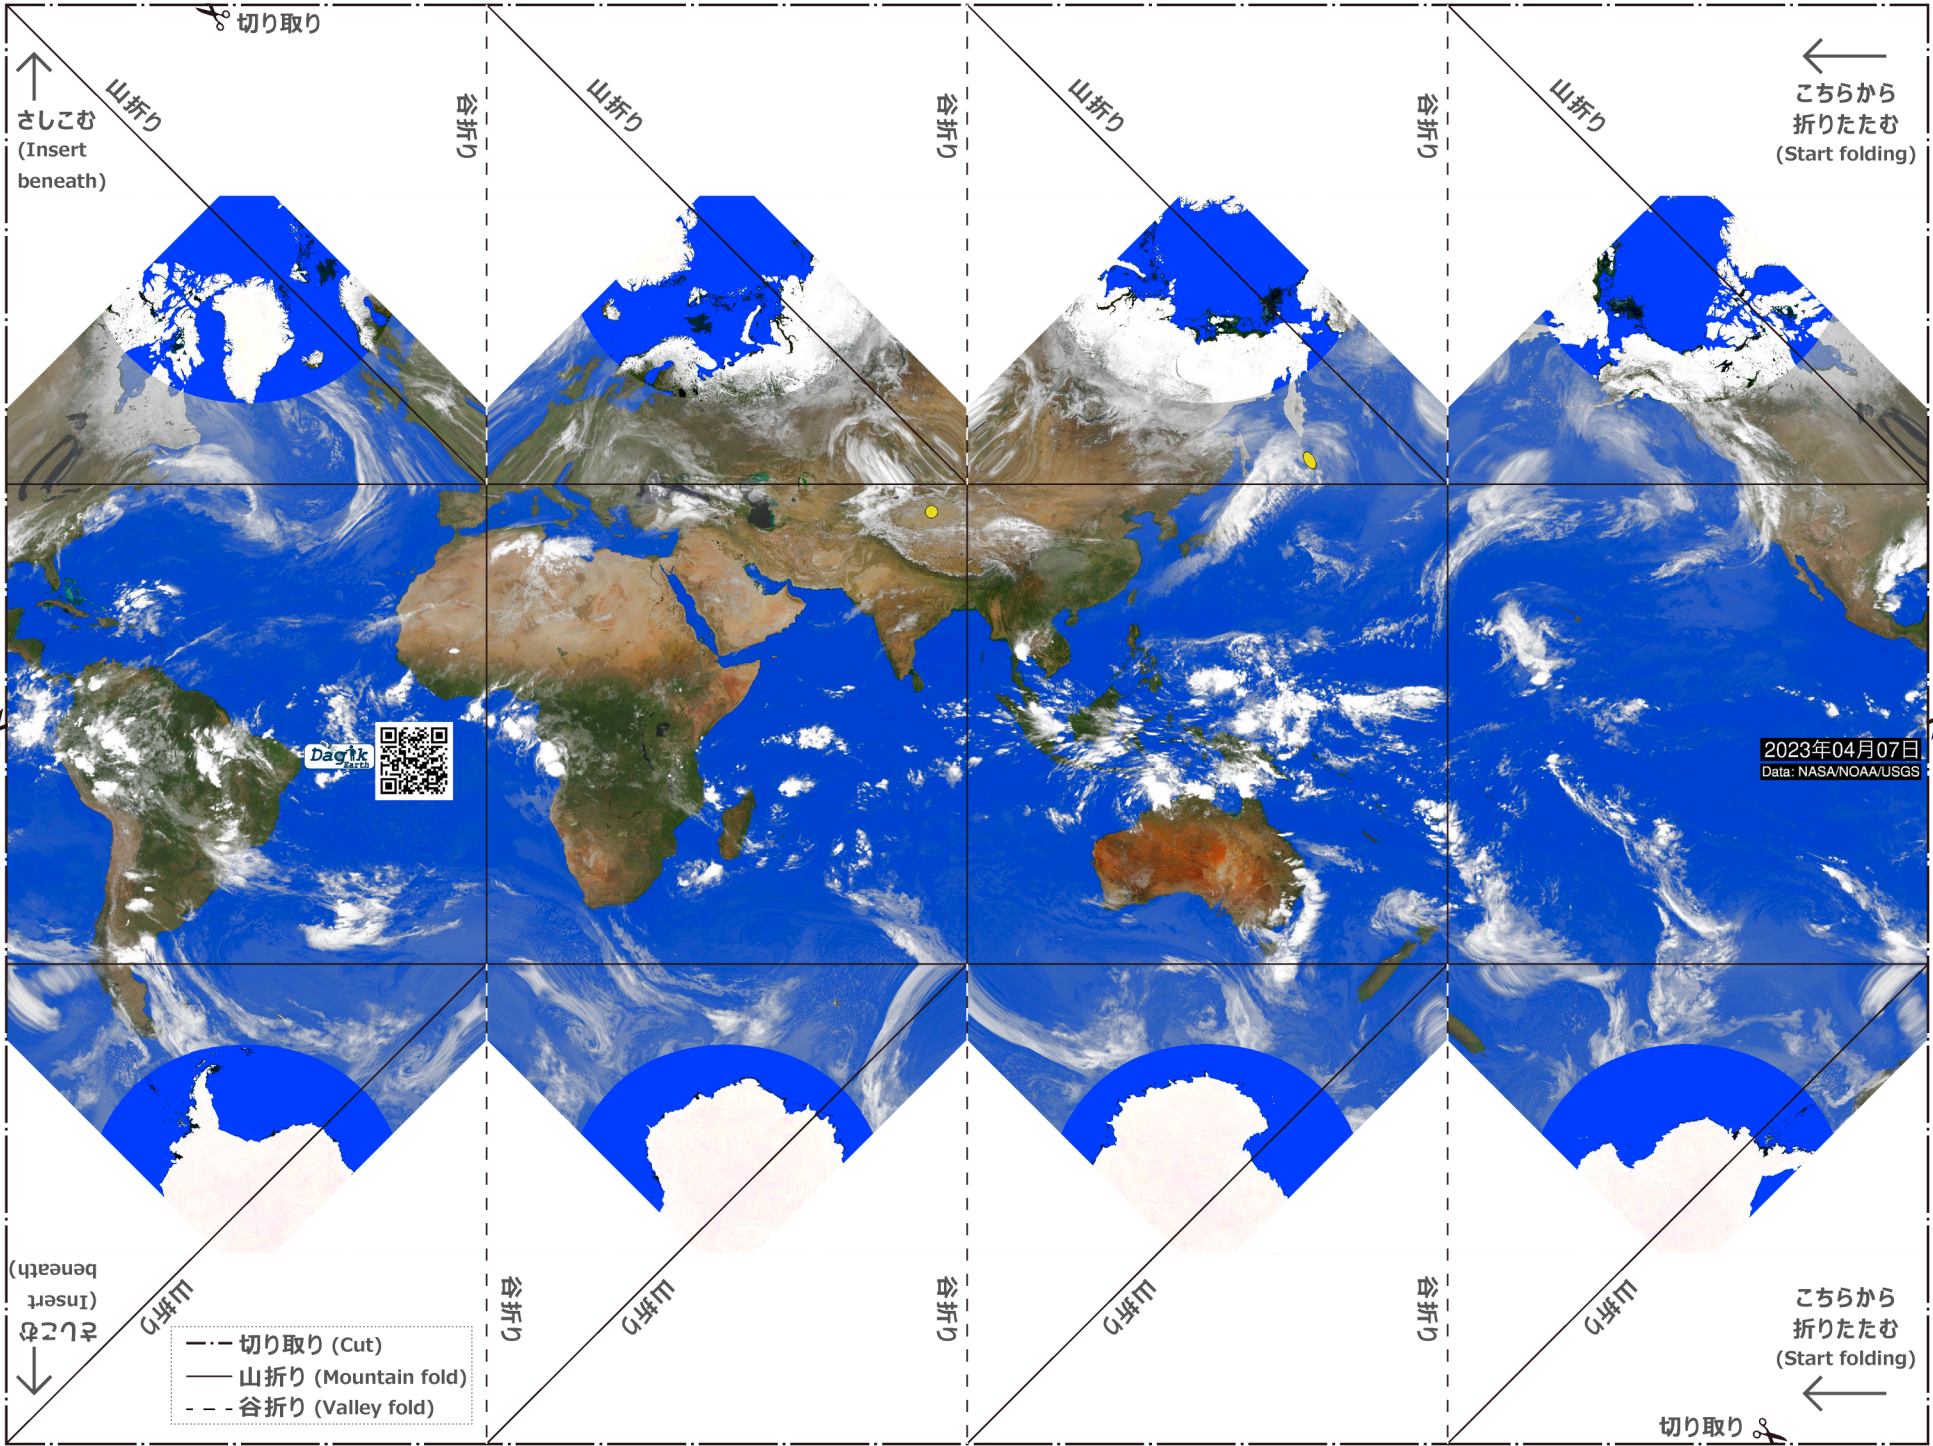 切り取り
山折り
谷折り
山折り
谷折り
山折り
谷折り
山折り
さしこむ
(Insert
beneath)
こちらから
折りたたむ
(Start folding)
Dagik
Earth
2023年04月07日
Data: NASA/NOAA/USGS
さしこむ
(Insert
beneath)
山折り
谷折り
山折り
谷折り
山折り
谷折り
山折り
切り取り (Cut)
山折り (Mountain fold)
谷折り (Valley fold)
こちらから
折りたたむ
(Start folding)
切り取り